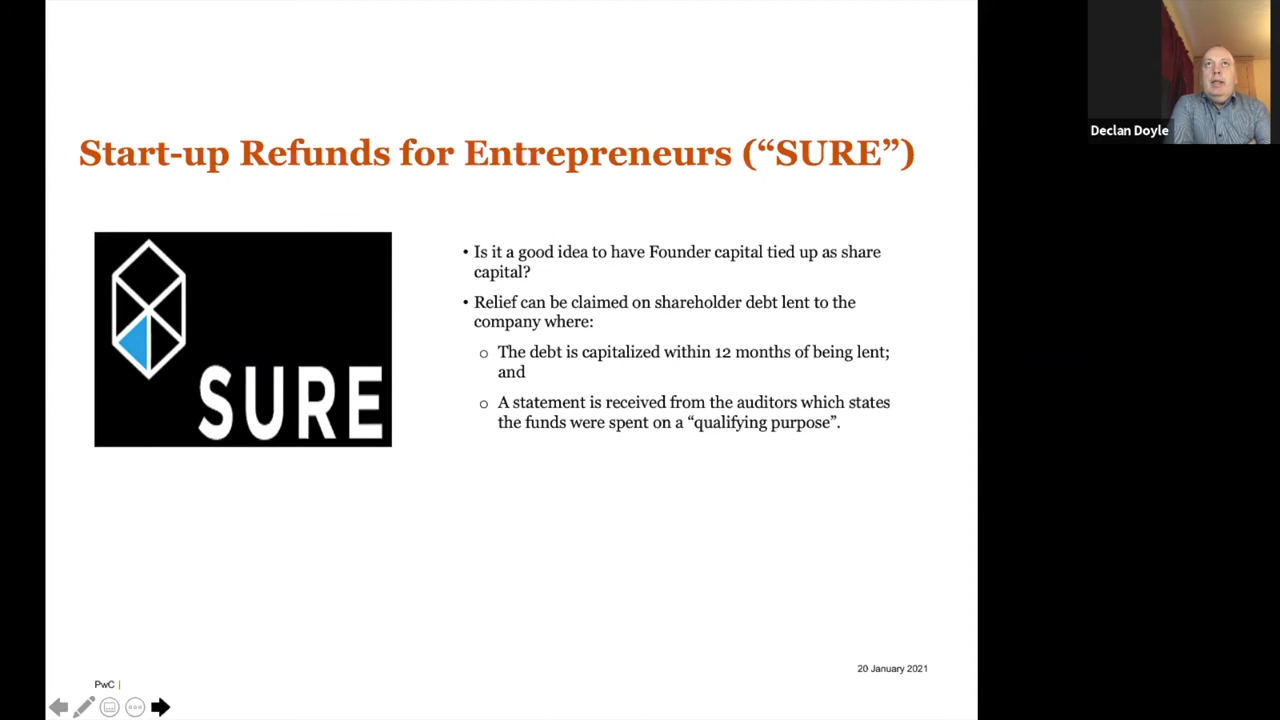 Start-up Refunds for Entrepreneurs (“SURE”)
SURE
• Is it a good idea to have Founder capital tied up as share
capital?
• Relief can be claimed on shareholder debt lent to the
company where:
o The debt is capitalized within 12 months of being lent;
and
o A statement is received from the auditors which states
the funds were spent on a “qualifying purpose”.
20 January 2021
PwC |
Declan Doyle